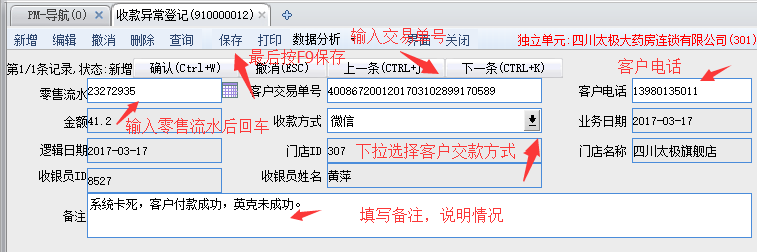 PM-导航(0) 收款异常登记(910000012)
新增 编辑 撤消 删除 查询 保存 打印 数据分析 界面 关闭 独立单元:四川太极大药房连锁有限公司(301)
输入交易单号
最后按F9保存
客户电话
第1/1条记录,状态:新增 确认(Ctrl+W) 撤消(ESC) 上一条(CTRL+J) 下一条(CTRL+K)
零售流水 23272935 客户交易单号 4008672001201703102899170589 客户电话 13980135011
输入零售流水后回车
金额 41.2 收款方式 微信 业务日期 2017-03-17
下拉选择客户交款方式
逻辑日期 2017-03-17 门店ID 307 门店名称 四川太极旗舰店
收银员ID 8527 收银员姓名 黄萍
备注 系统卡死，客户付款成功，英克未成功。
填写备注，说明情况